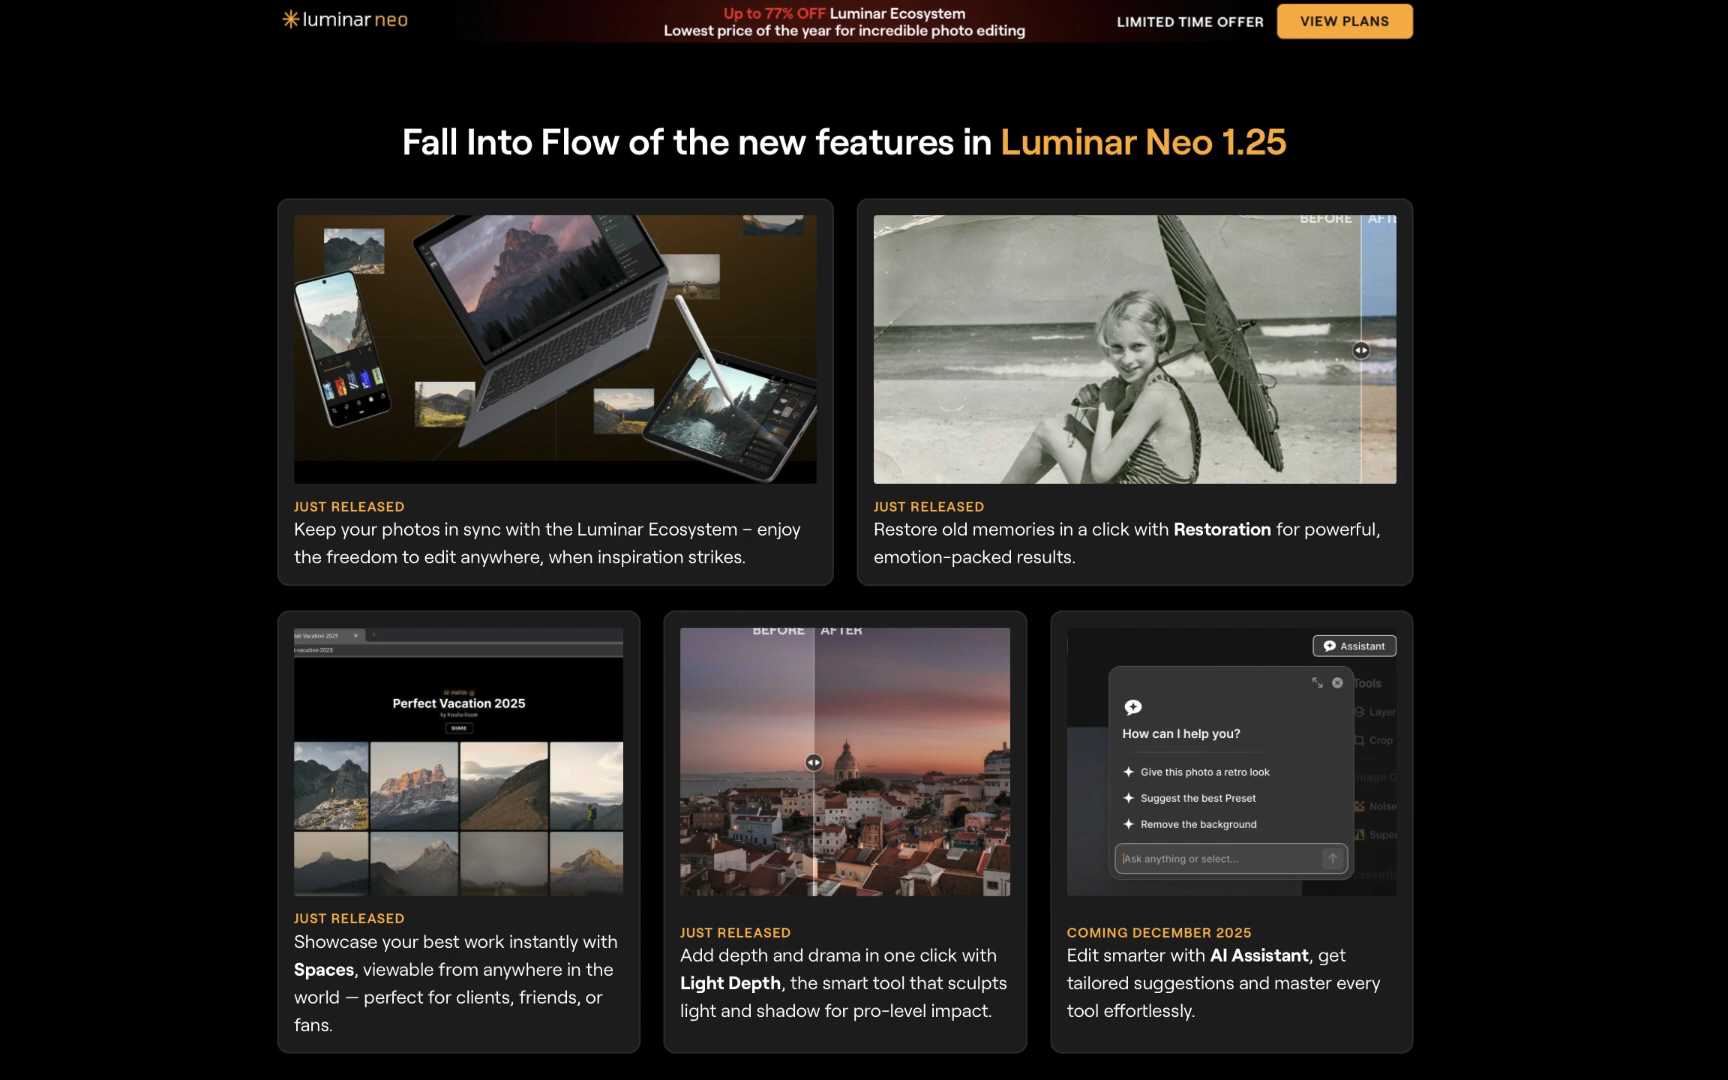 luminar neo
Up to 77% OFF Luminar Ecosystem
Lowest price of the year for incredible photo editing
LIMITED TIME OFFER
VIEW PLANS
Fall Into Flow of the new features in Luminar Neo 1.25
BEFORE
JUST RELEASED
Keep your photos in sync with the Luminar Ecosystem – enjoy
the freedom to edit anywhere, when inspiration strikes.
JUST RELEASED
Restore old memories in a click with Restoration for powerful,
emotion-packed results.
Vacation 2025
t-vacation-2025
Perfect Vacation 2025
SHARE
BEFORE
AFTER
Assistant
Tools
Layer
Crop
Noise
Super
How can I help you?
Give this photo a retro look
Suggest the best Preset
Remove the background
Ask anything or select...
JUST RELEASED
Showcase your best work instantly with
Spaces, viewable from anywhere in the
world — perfect for clients, friends, or
fans.
JUST RELEASED
Add depth and drama in one click with
Light Depth, the smart tool that sculpts
light and shadow for pro-level impact.
COMING DECEMBER 2025
Edit smarter with AI Assistant, get
tailored suggestions and master every
tool effortlessly.